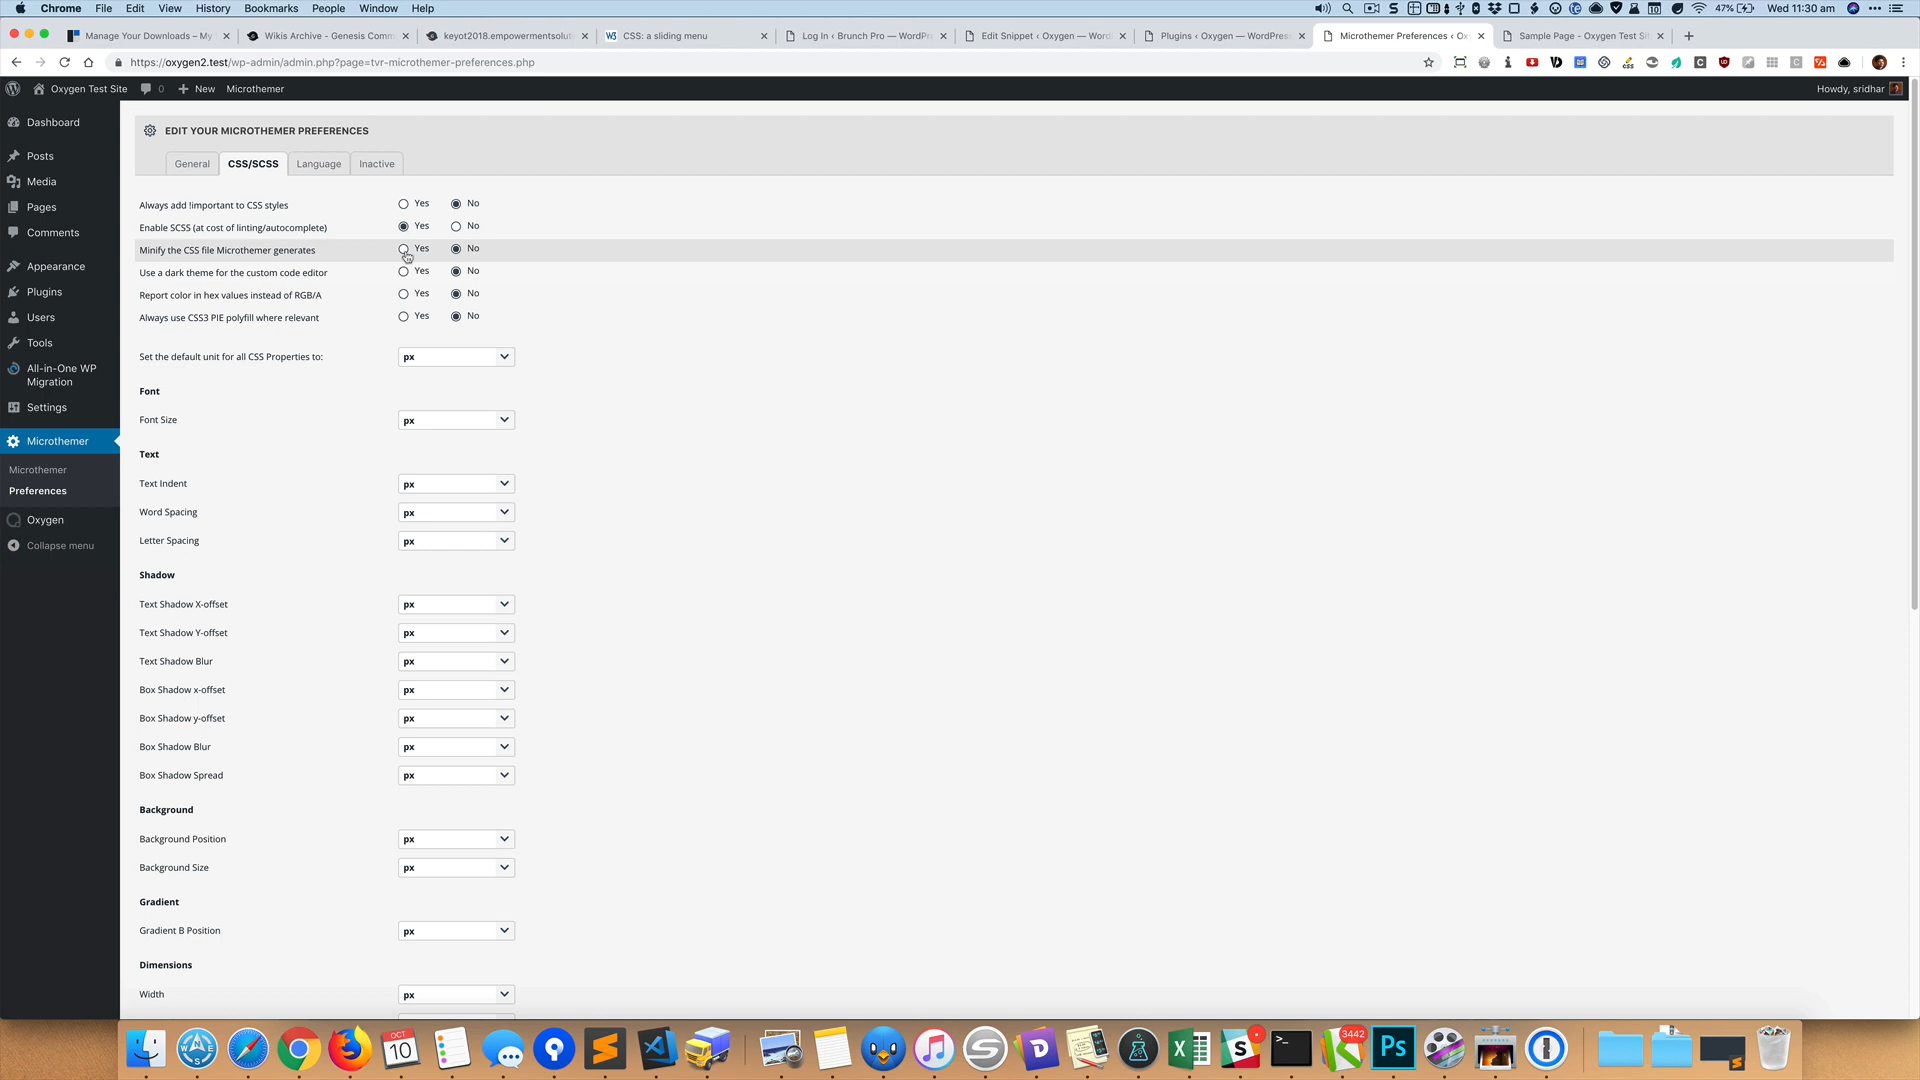 Chrome File Edit View History Bookmarks People Window Help 47% Wed 11:30 am
Manage Your Downloads – My Wikis Archive - Genesis Comm keyot2018.empowermentsolut CSS: a sliding menu Log In ‹ Brunch Pro — WordPr Edit Snippet ‹ Oxygen — Word Plugins ‹ Oxygen — WordPres Microthemer Preferences ‹ Ox Sample Page - Oxygen Test Sit
https://oxygen2.test/wp-admin/admin.php?page=tvr-microthemer-preferences.php
Oxygen Test Site 0 New Microthemer Howdy, sridhar
Dashboard
Posts
Media
Pages
Comments
Appearance
Plugins
Users
Tools
All-in-One WP
Migration
Settings
Microthemer
Microthemer
Preferences
Oxygen
Collapse menu
EDIT YOUR MICROTHEMER PREFERENCES
General CSS/SCSS Language Inactive
Always add !important to CSS styles Yes No
Enable SCSS (at cost of linting/autocomplete) Yes No
Minify the CSS file Microthemer generates Yes No
Use a dark theme for the custom code editor Yes No
Report color in hex values instead of RGB/A Yes No
Always use CSS3 PIE polyfill where relevant Yes No
Set the default unit for all CSS Properties to: px
Font
Font Size px
Text
Text Indent px
Word Spacing px
Letter Spacing px
Shadow
Text Shadow X-offset px
Text Shadow Y-offset px
Text Shadow Blur px
Box Shadow x-offset px
Box Shadow y-offset px
Box Shadow Blur px
Box Shadow Spread px
Background
Background Position px
Background Size px
Gradient
Gradient B Position px
Dimensions
Width px
OCT
10
3442
Ps